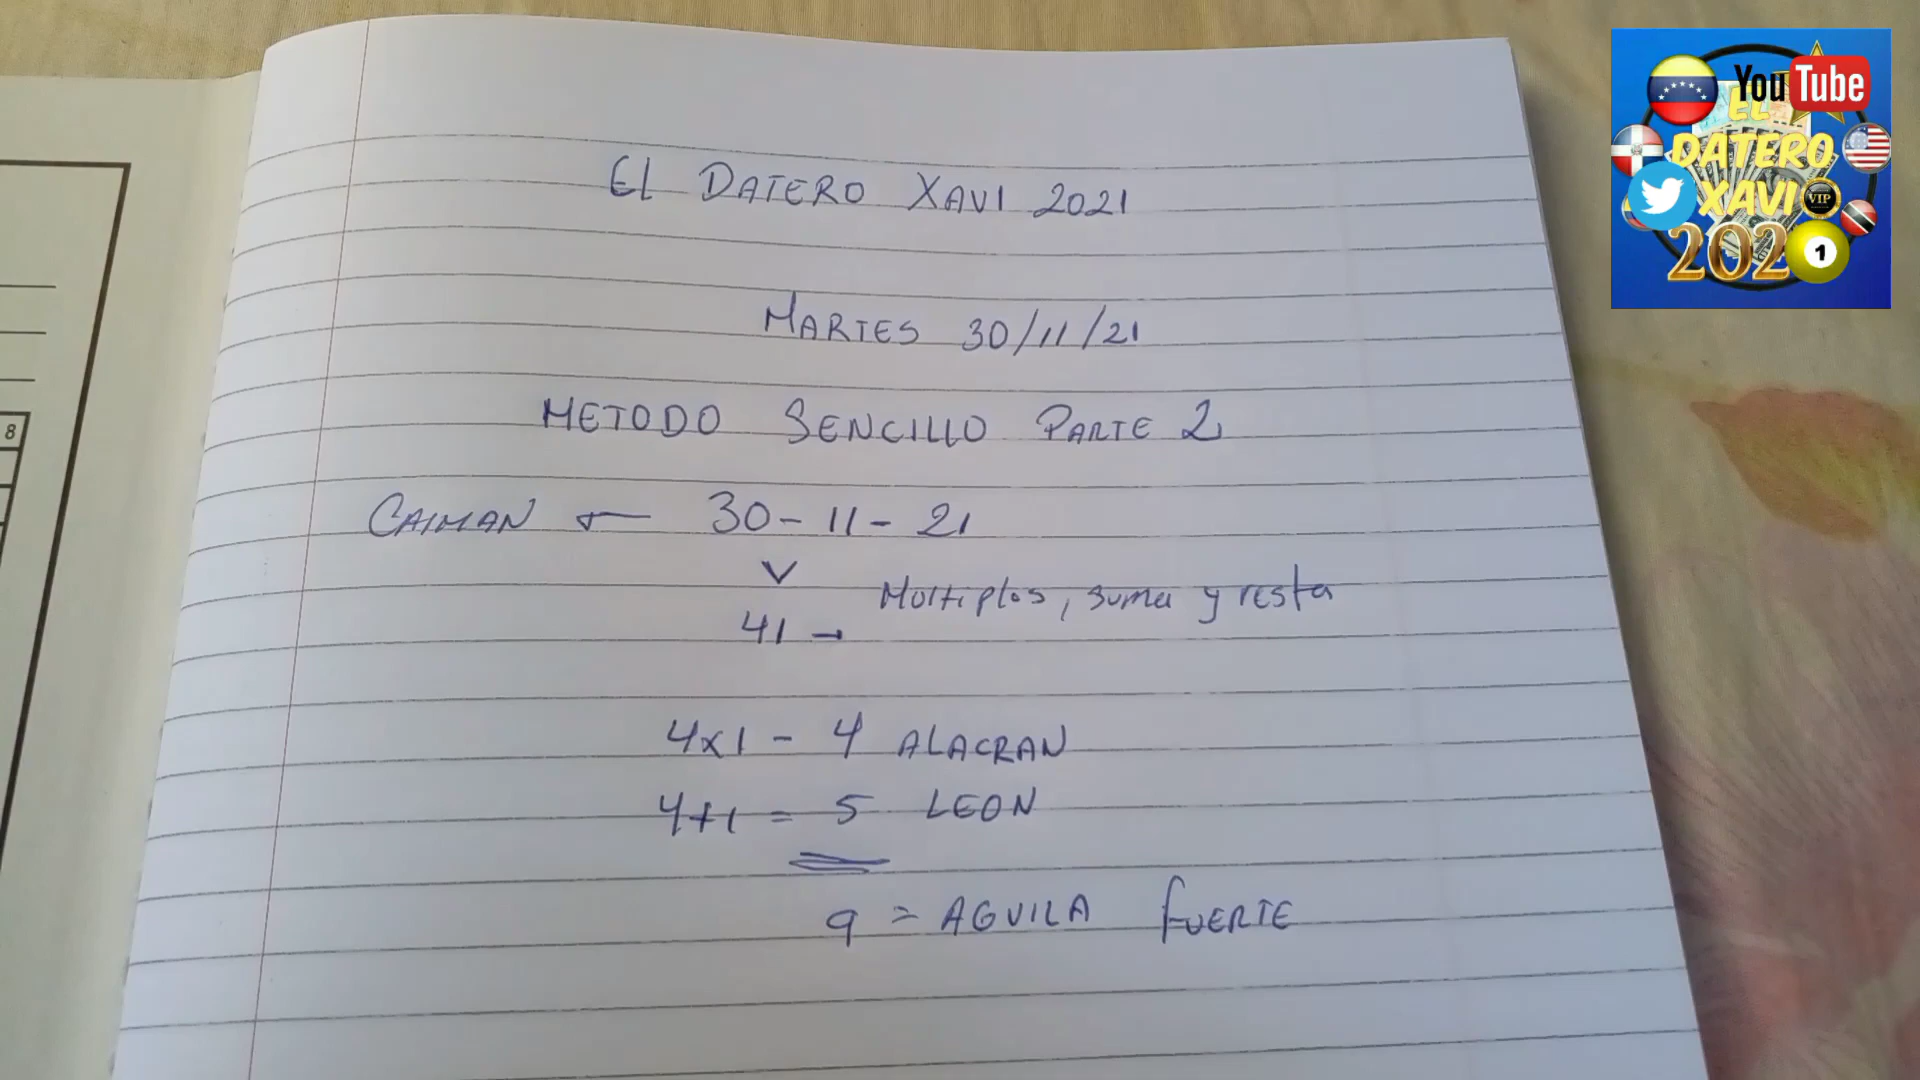 EL DATERO XAVI 2021
MARTES 30/11/21
METODO SENCILLO PARTE 2
CAIMAN ← 30-11-21
V
Multiplos, suma y resta
41 →
4x1 - 4 ALACRAN
4+1 = 5 LEON
9 = AGUILA FUERTE
8
YouTube
EL
DATERO
XAVI
VIP
2021